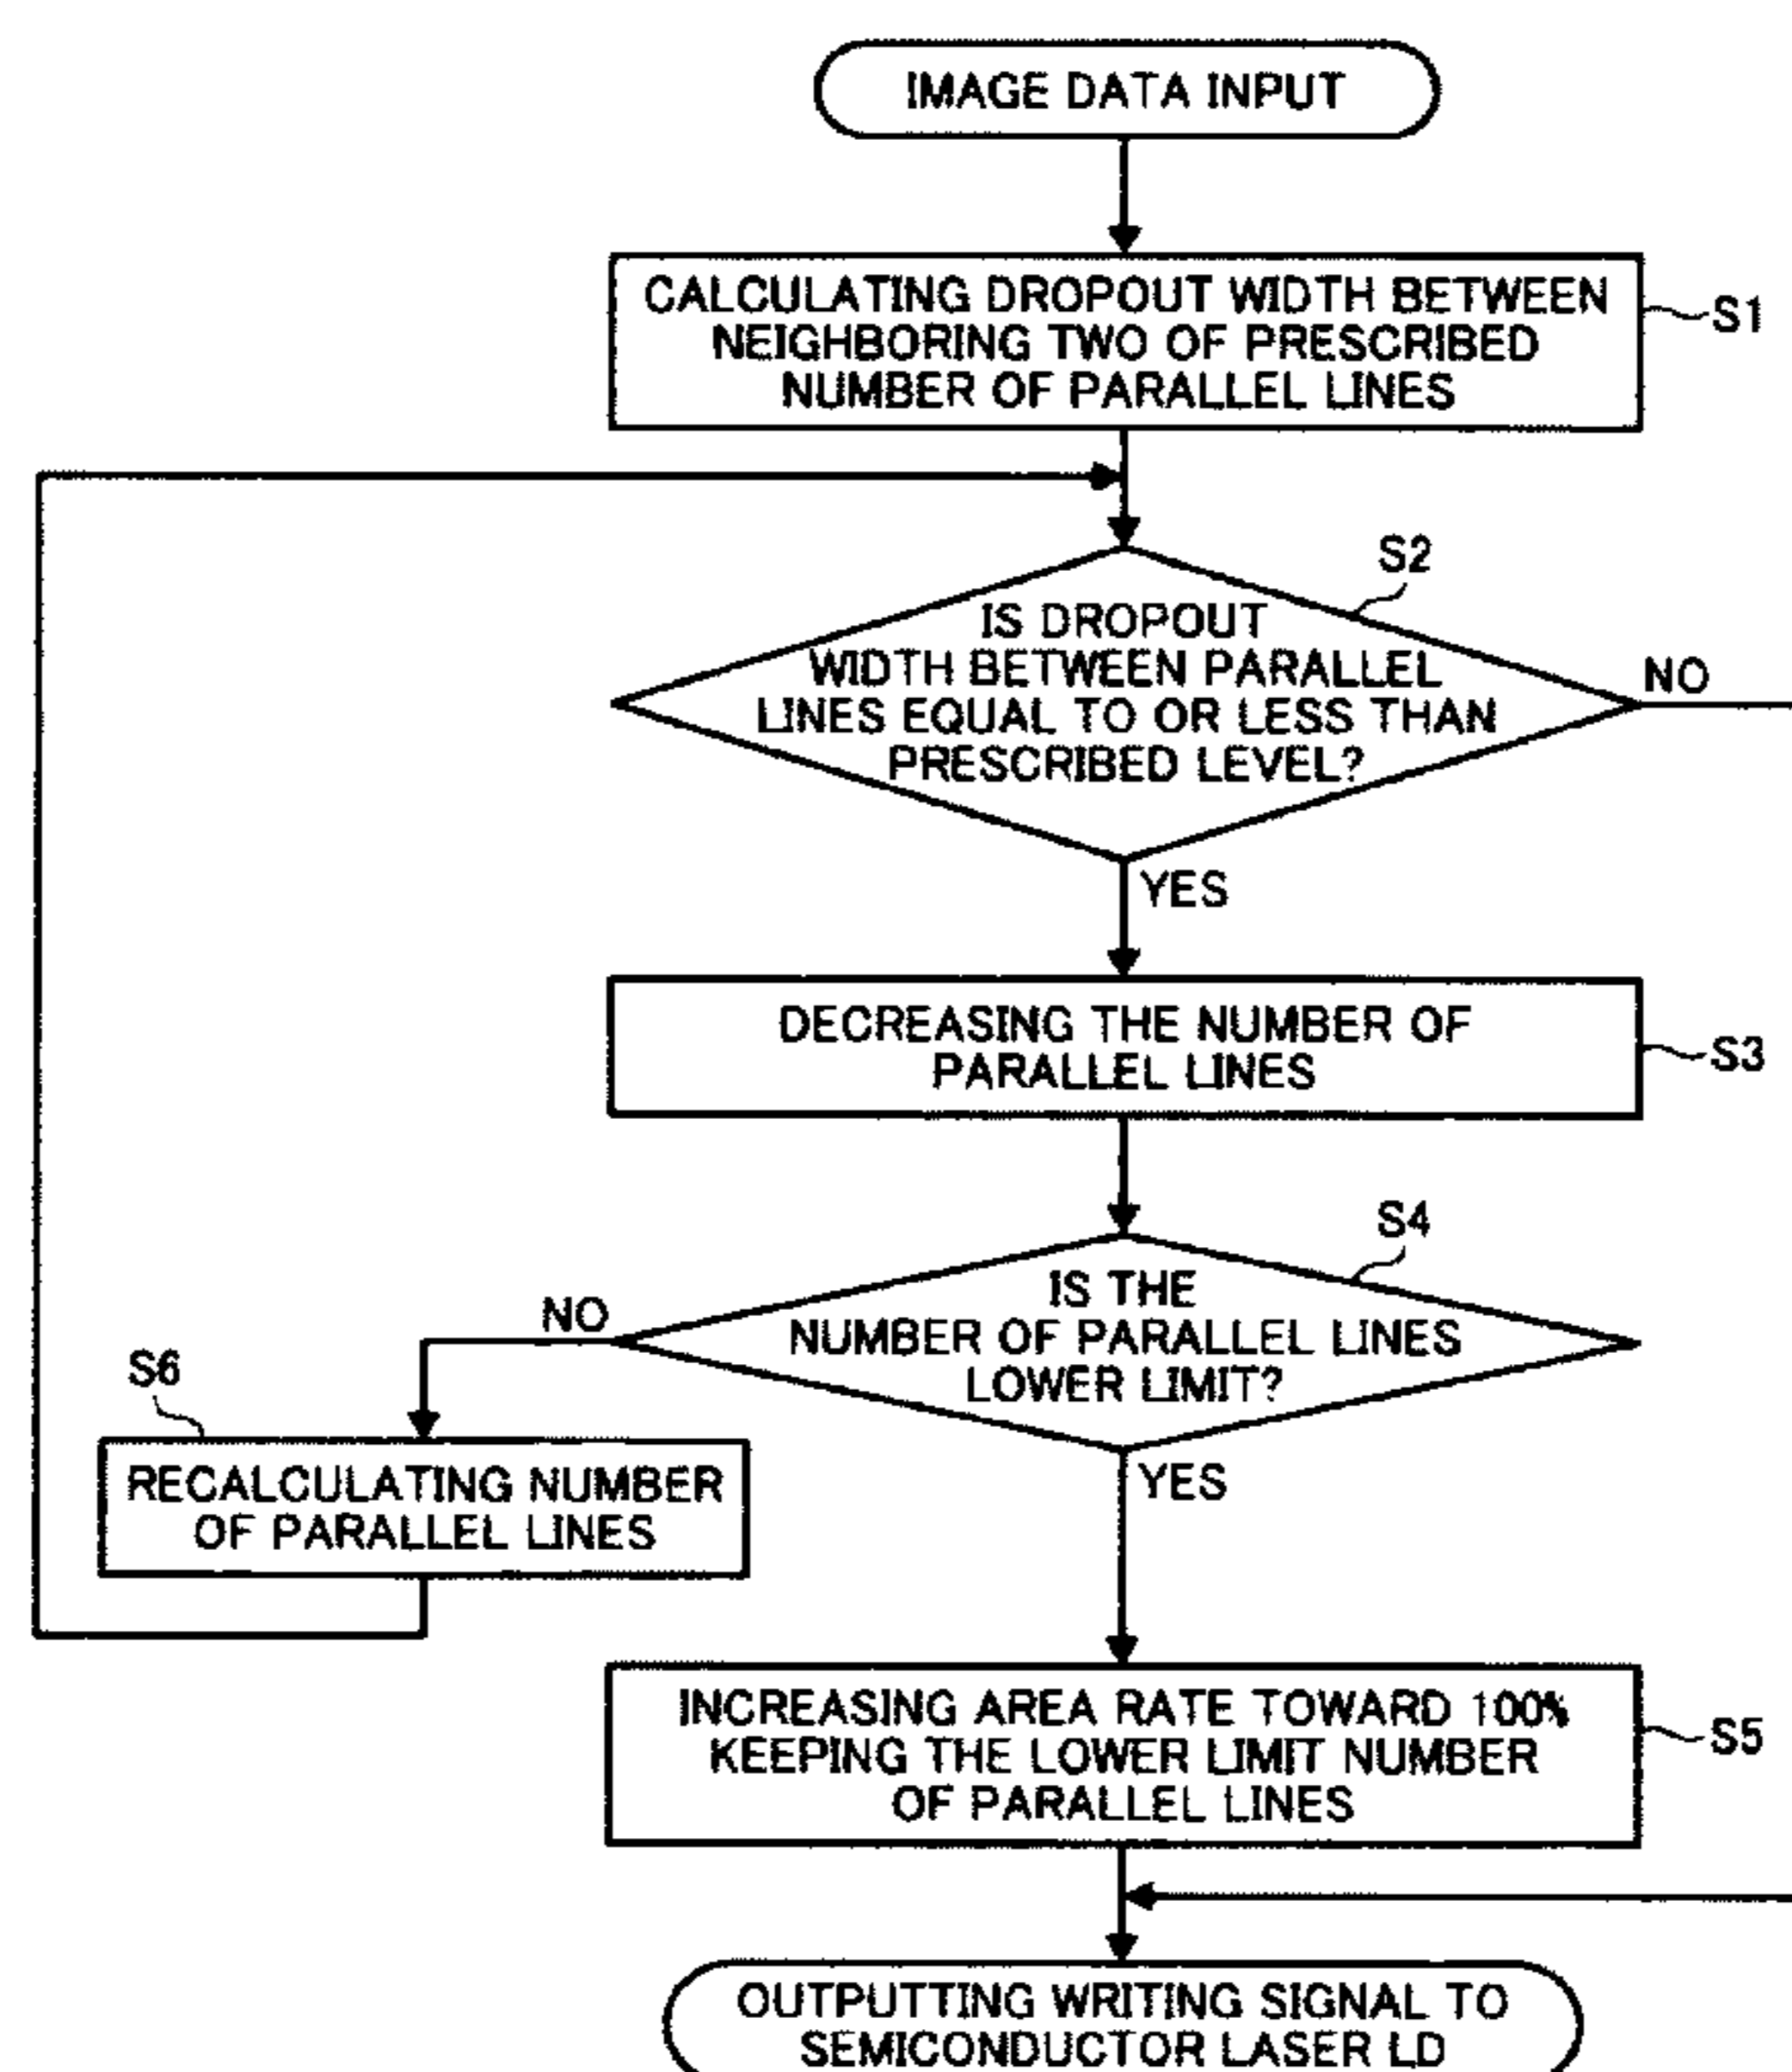 IMAGE DATA INPUT
CALCULATING DROPOUT WIDTH BETWEEN
NEIGHBORING TWO OF PRESCRIBED
NUMBER OF PARALLEL LINES
S1
S2
IS DROPOUT
WIDTH BETWEEN PARALLEL
LINES EQUAL TO OR LESS THAN
PRESCRIBED LEVEL?
NO
YES
DECREASING THE NUMBER OF
PARALLEL LINES
S3
S4
IS THE
NUMBER OF PARALLEL LINES
LOWER LIMIT?
NO
YES
S6
RECALCULATING NUMBER
OF PARALLEL LINES
INCREASING AREA RATE TOWARD 100%
KEEPING THE LOWER LIMIT NUMBER
OF PARALLEL LINES
S5
OUTPUTTING WRITING SIGNAL TO
SEMICONDUCTOR LASER LD